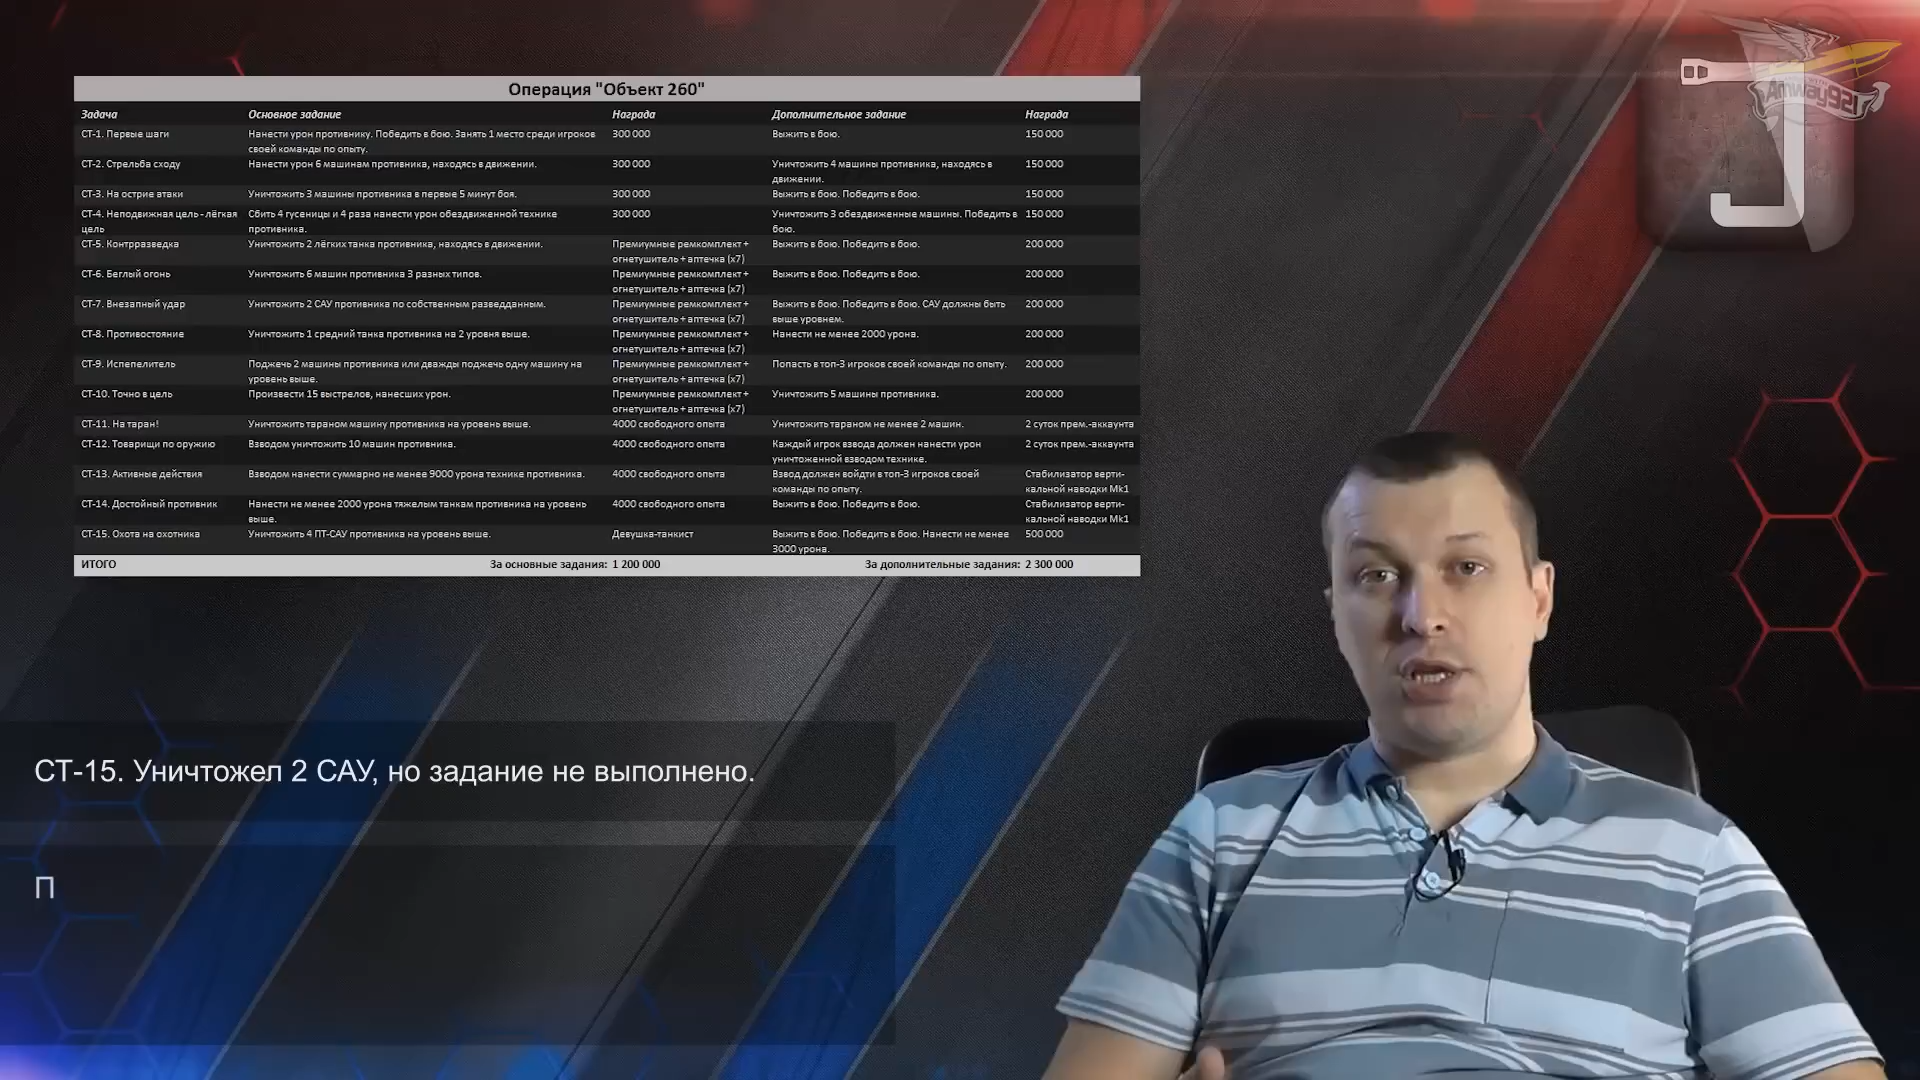 Операция "Объект 260"
Задача Основное задание Награда Дополнительное задание Награда
СТ-1. Первые шаги Нанести урон противнику. Победить в бою. Занять 1 место среди игроков своей команды по опыту. 300 000 Выжить в бою. 150 000
СТ-2. Стрельба сходу Нанести урон 6 машинам противника, находясь в движении. 300 000 Уничтожить 4 машины противника, находясь в движении. 150 000
СТ-3. На острие атаки Уничтожить 3 машины противника в первые 5 минут боя. 300 000 Выжить в бою. Победить в бою. 150 000
СТ-4. Неподвижная цель - лёгкая цель Сбить 4 гусеницы и 4 раза нанести урон обездвиженной технике противника. 300 000 Уничтожить 3 обездвиженные машины. Победить в бою. 150 000
СТ-5. Контрразведка Уничтожить 2 лёгких танка противника, находясь в движении. Премиумные ремкомплект + огнетушитель + аптечка (x7) Выжить в бою. Победить в бою. 200 000
СТ-6. Беглый огонь Уничтожить 6 машин противника 3 разных типов. Премиумные ремкомплект + огнетушитель + аптечка (x7) Выжить в бою. Победить в бою. 200 000
СТ-7. Внезапный удар Уничтожить 2 САУ противника по собственным разведданным. Премиумные ремкомплект + огнетушитель + аптечка (x7) Выжить в бою. Победить в бою. САУ должны быть выше уровнем. 200 000
СТ-8. Противостояние Уничтожить 1 средний танка противника на 2 уровня выше. Премиумные ремкомплект + огнетушитель + аптечка (x7) Нанести не менее 2000 урона. 200 000
СТ-9. Испепелитель Поджечь 2 машины противника или дважды поджечь одну машину на уровень выше. Премиумные ремкомплект + огнетушитель + аптечка (x7) Попасть в топ-3 игроков своей команды по опыту. 200 000
СТ-10. Точно в цель Произвести 15 выстрелов, нанесших урон. Премиумные ремкомплект + огнетушитель + аптечка (x7) Уничтожить 5 машины противника. 200 000
СТ-11. На таран! Уничтожить тараном машину противника на уровень выше. 4000 свободного опыта Уничтожить тараном не менее 2 машин. 2 суток прем.-аккаунта
СТ-12. Товарищи по оружию Взводом уничтожить 10 машин противника. 4000 свободного опыта Каждый игрок взвода должен нанести урон уничтоженной взводом технике. 2 суток прем.-аккаунта
СТ-13. Активные действия Взводом нанести суммарно не менее 9000 урона технике противника. 4000 свободного опыта Взвод должен войти в топ-3 игроков своей команды по опыту. Стабилизатор верти-кальной наводки Mk1
СТ-14. Достойный противник Нанести не менее 2000 урона тяжелым танкам противника на уровень выше. 4000 свободного опыта Выжить в бою. Победить в бою. Стабилизатор верти-кальной наводки Mk1
СТ-15. Охота на охотника Уничтожить 4 ПТ-САУ противника на уровень выше. Девушка-танкист Выжить в бою. Победить в бою. Нанести не менее 3000 урона. 500 000
ИТОГО За основные задания: 1 200 000 За дополнительные задания: 2 300 000
Amway921
СТ-15. Уничтожел 2 САУ, но задание не выполнено.
П